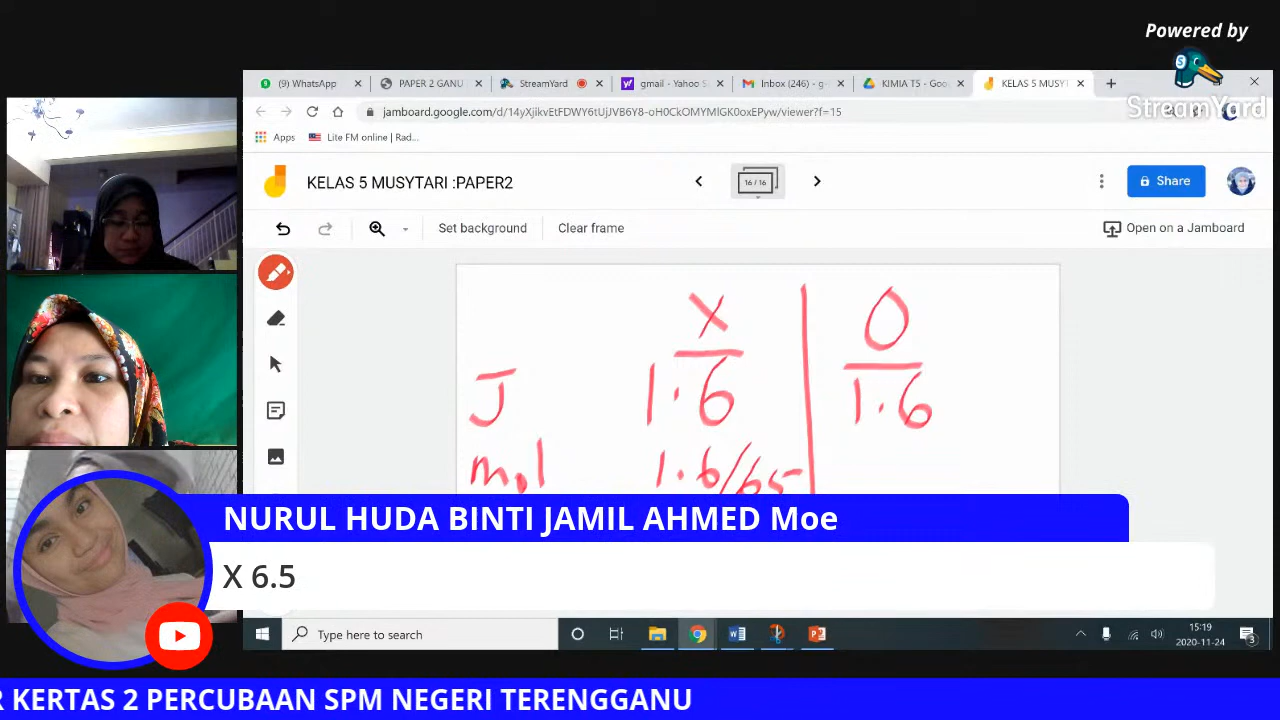 Powered by
StreamYard
(9) WhatsApp
PAPER 2 GANU
StreamYard
gmail - Yahoo S
Inbox (246) - g
KIMIA T5 - Goo
KELAS 5 MUSYT
jamboard.google.com/d/14yXjikvEtFDWY6tUjJVB6Y8-oH0CkOMYMlGK0oxEPyw/viewer?f=15
Apps
Lite FM online | Rad...
KELAS 5 MUSYTARI :PAPER2
16 / 16
Share
Set background
Clear frame
Open on a Jamboard
X O
J 1.6 1.6
mol 1.6/65
NURUL HUDA BINTI JAMIL AHMED Moe
X 6.5
Type here to search
15:19
2020-11-24
3
R KERTAS 2 PERCUBAAN SPM NEGERI TERENGGANU